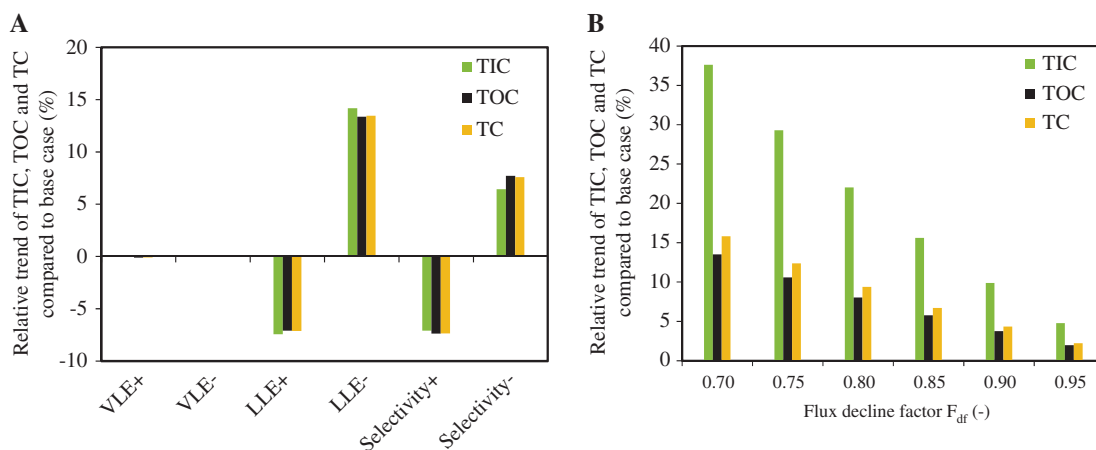 A
Relative trend of TIC, TOC and TC
compared to base case (%)
20
15
10
5
0
-5
-10
TIC
TOC
TC
VLE+
VLE-
LLE+
LLE-
Selectivity+
Selectivity-
B
Relative trend of TIC, TOC and TC
compared to base case (%)
40
35
30
25
20
15
10
5
0
TIC
TOC
TC
0.70 0.75 0.80 0.85 0.90 0.95
Flux decline factor Fdf (-)